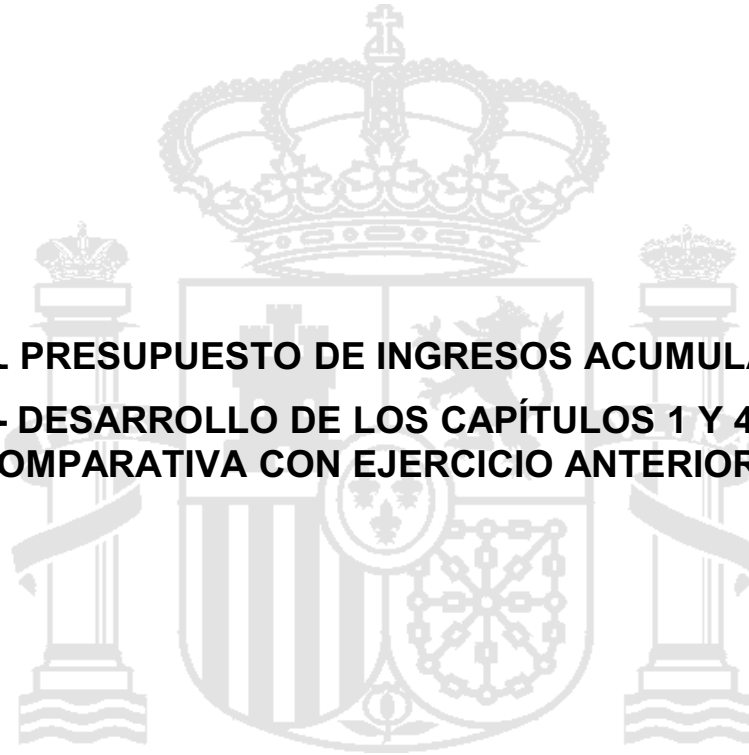 L PRESUPUESTO DE INGRESOS ACUMULA
- DESARROLLO DE LOS CAPÍTULOS 1 Y 4
OMPARATIVA CON EJERCICIO ANTERIOR